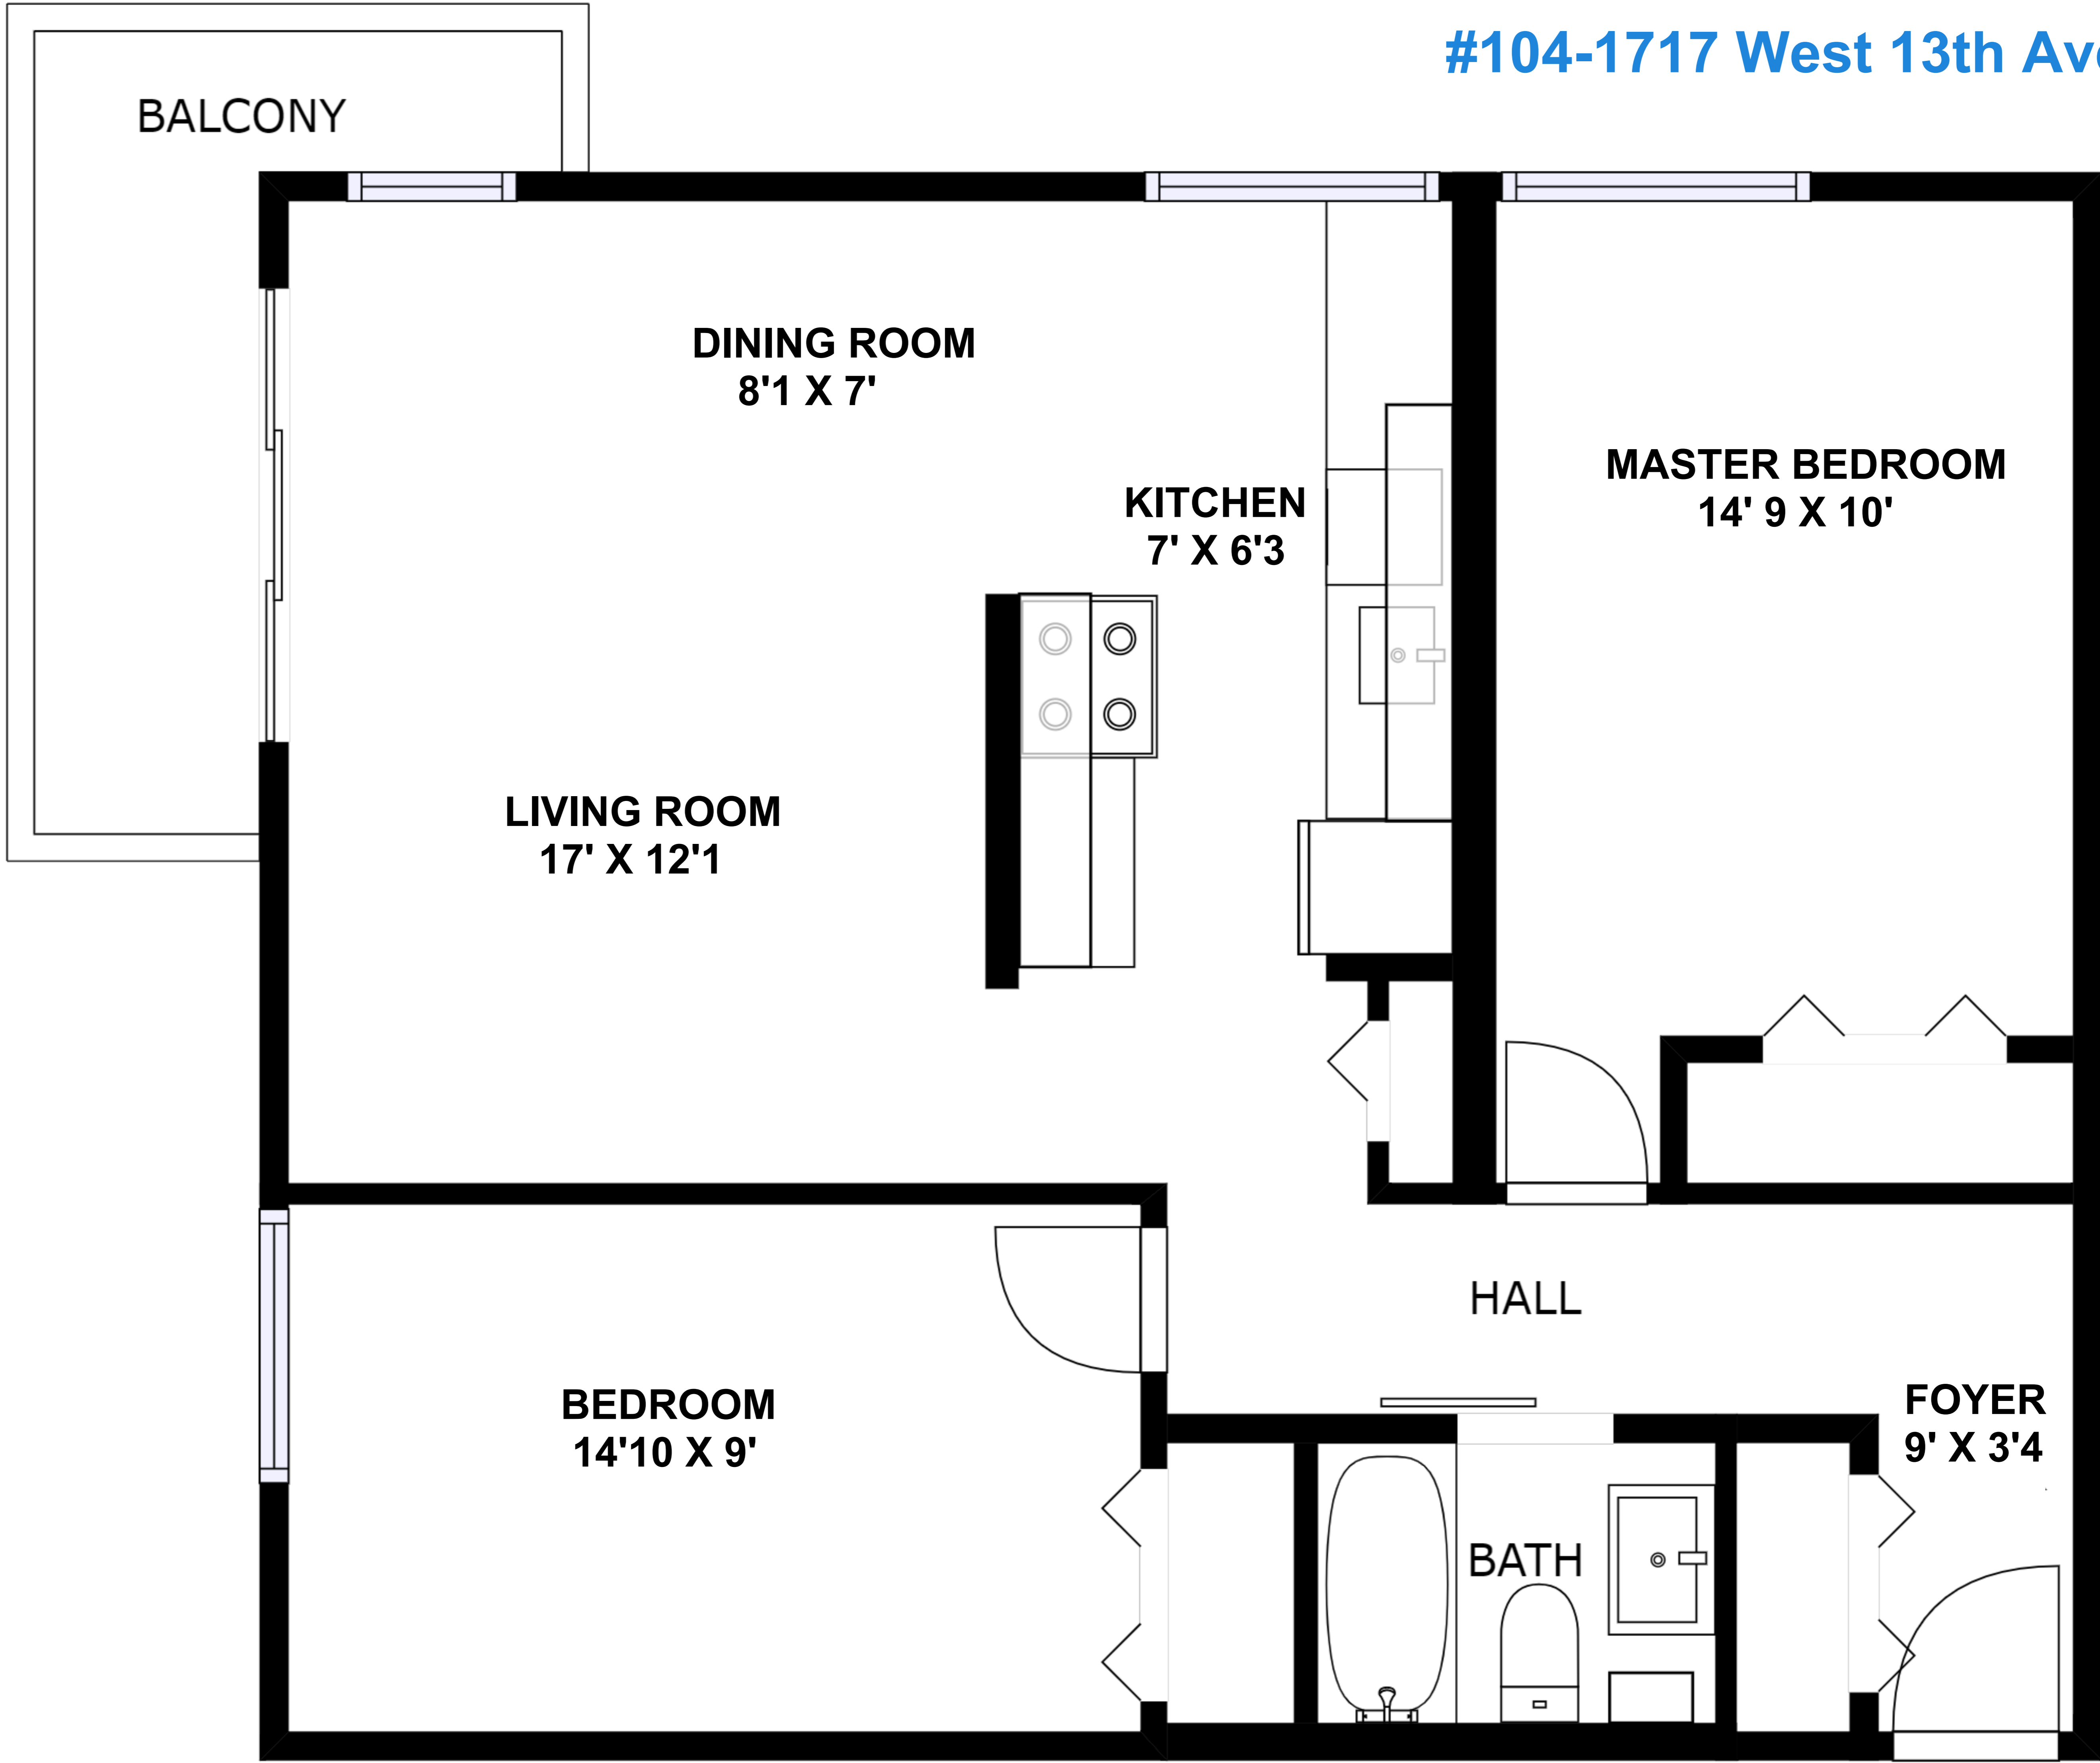 #104-1717 West 13th Ave
BALCONY
DINING ROOM
8'1 X 7'
KITCHEN
7' X 6'3
MASTER BEDROOM
14' 9 X 10'
LIVING ROOM
17' X 12'1
HALL
BEDROOM
14'10 X 9'
FOYER
9' X 3'4
BATH